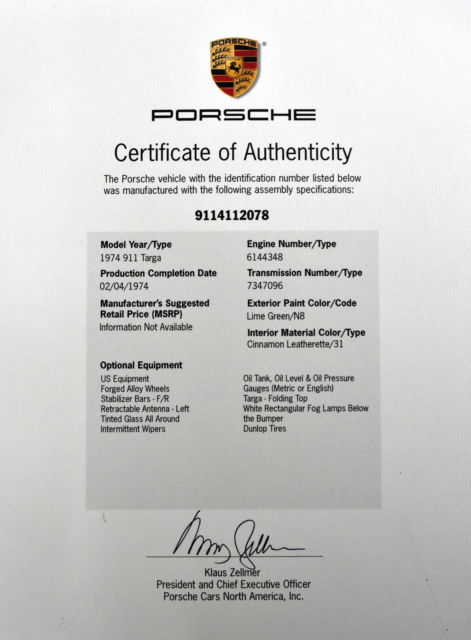 PORSCHE
PORSCHE
Certificate of Authenticity
The Porsche vehicle with the identification number listed below
was manufactured with the following assembly specifications:
9114112078
Model Year/Type
1974 911 Targa
Production Completion Date
02/04/1974
Manufacturer's Suggested
Retail Price (MSRP)
Information Not Available
Engine Number/Type
6144348
Transmission Number/Type
7347096
Exterior Paint Color/Code
Lime Green/N8
Interior Material Color/Type
Cinnamon Leatherette/31
Optional Equipment
US Equipment
Forged Alloy Wheels
Stabilizer Bars - F/R
Retractable Antenna - Left
Tinted Glass All Around
Intermittent Wipers
Oil Tank, Oil Level & Oil Pressure
Gauges (Metric or English)
Targa - Folding Top
White Rectangular Fog Lamps Below
the Bumper
Dunlop Tires
Klaus Zellmer
President and Chief Executive Officer
Porsche Cars North America, Inc.